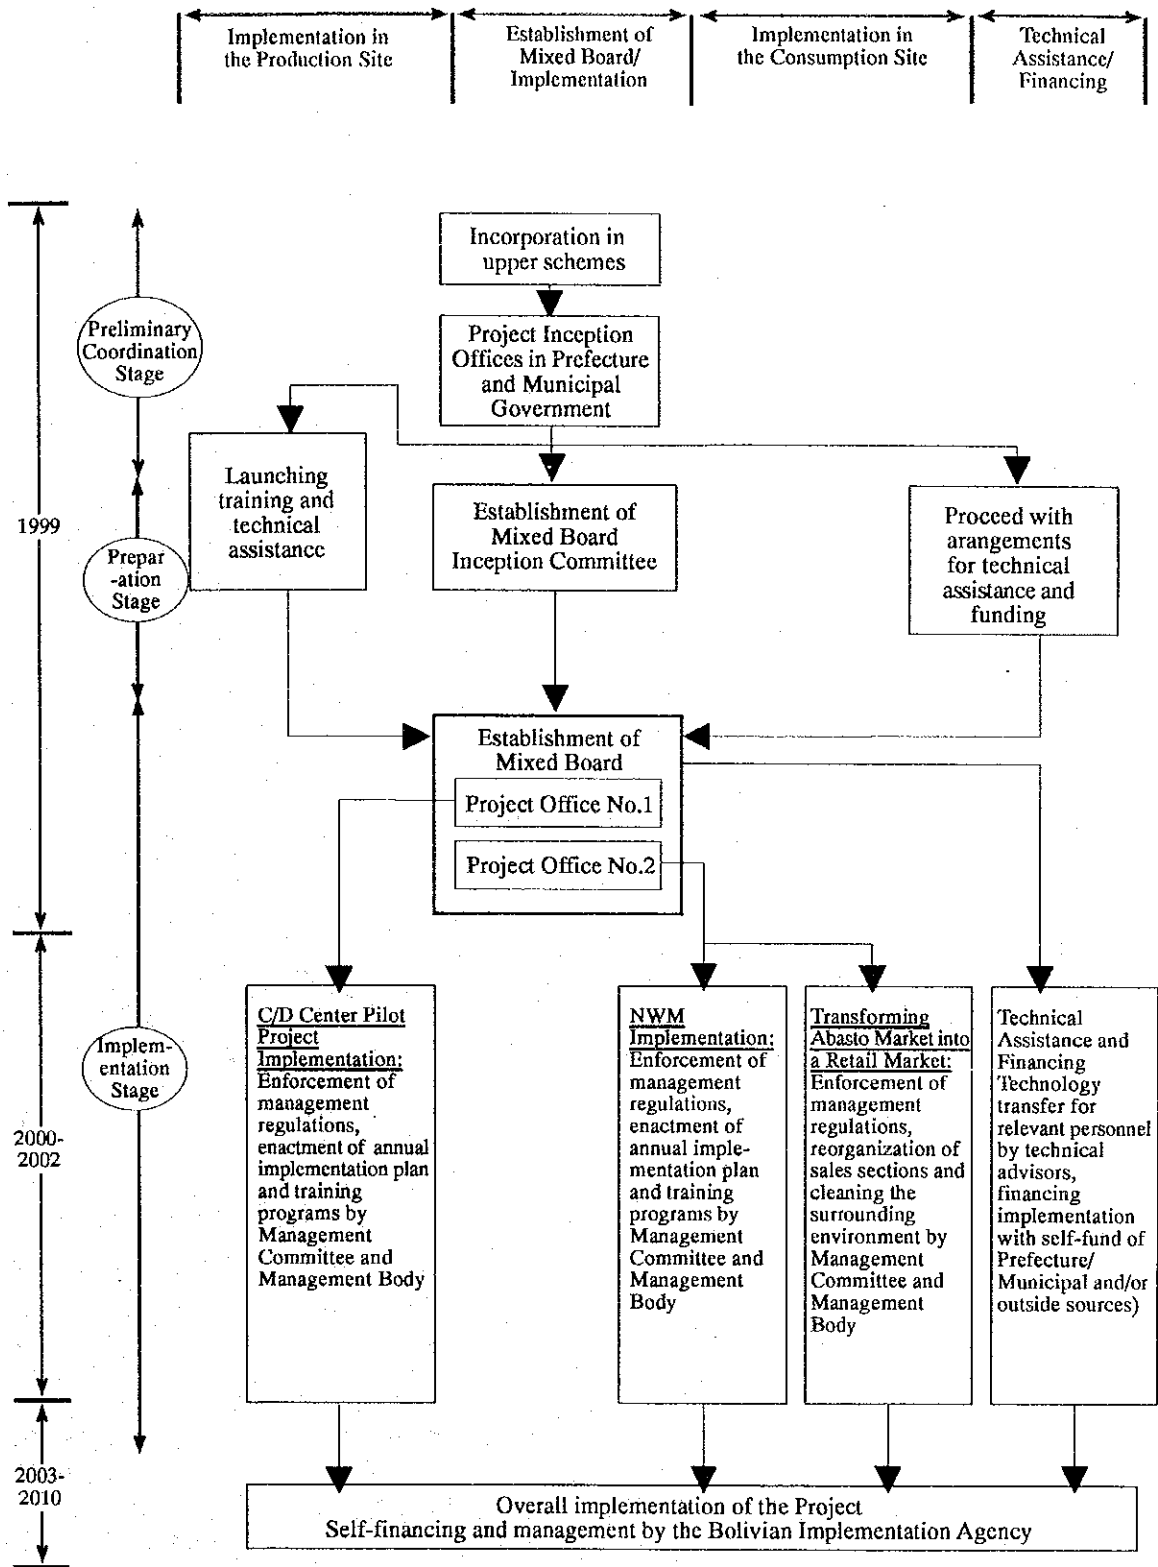 Implementation in
the Production Site
Establishment of
Mixed Board/
Implementation
Implementation in
the Consumption Site
Technical
Assistance/
Financing
Incorporation in
upper schemes
Preliminary
Coordination
Stage
Project Inception
Offices in Prefecture
and Municipal
Government
1999
Launching
training and
technical
assistance
Establishment of
Mixed Board
Inception Committee
Proceed with
arangements
for technical
assistance and
funding
Prepar
-ation
Stage
Establishment of
Mixed Board
Project Office No.1
Project Office No.2
Implem-
entation
Stage
2000-
2002
C/D Center Pilot
Project
Implementation:
Enforcement of
management
regulations,
enactment of annual
implementation plan
and training
programs by
Management
Committee and
Management Body
NWM
Implementation:
Enforcement of
management
regulations,
enactment of
annual imple-
mentation plan
and training
programs by
Management
Committee and
Management
Body
Transforming
Abasto Market into
a Retail Market:
Enforcement of
management
regulations,
reorganization of
sales sections and
cleaning the
surrounding
environment by
Management
Committee and
Management
Body
Technical
Assistance and
Financing
Technology
transfer for
relevant personnel
by technical
advisors,
financing
implementation
with self-fund of
Prefecture/
Municipal and/or
outside sources)
2003-
2010
Overall implementation of the Project
Self-financing and management by the Bolivian Implementation Agency